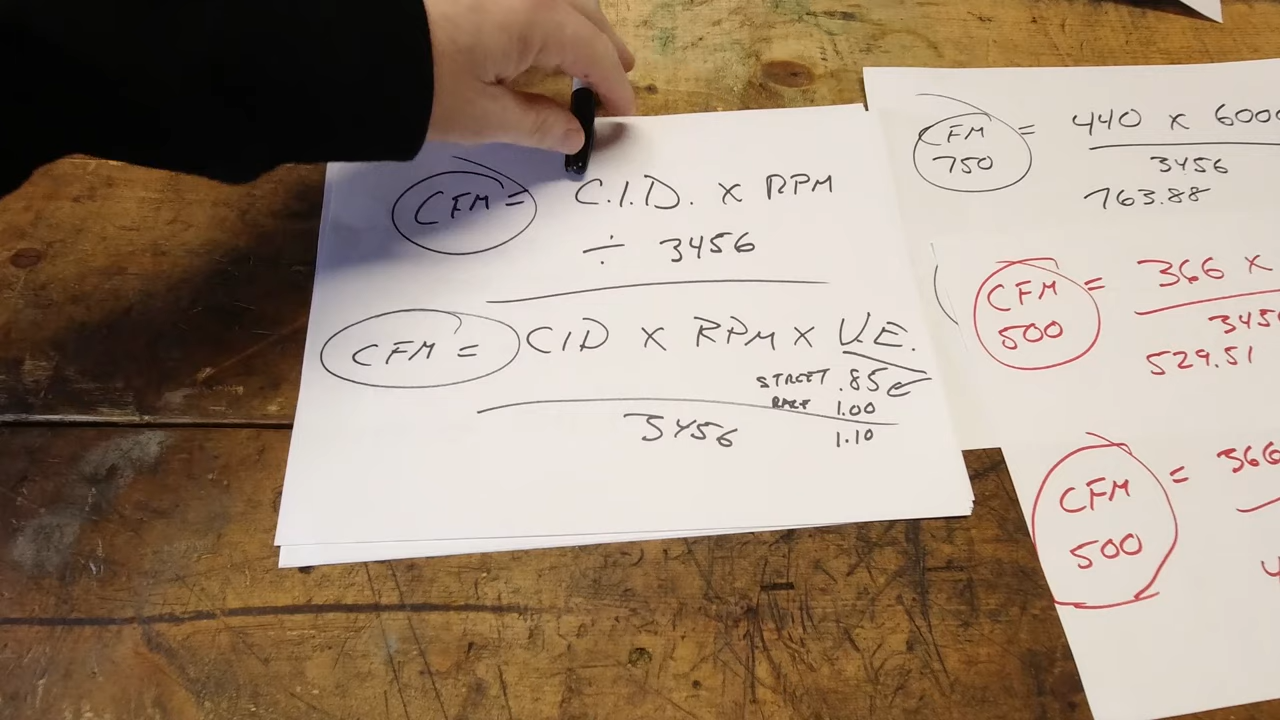 CFM = C.I.D. x RPM
÷ 3456
CFM = CID x RPM x V.E.
STREET .85
RACE 1.00
3456 1.10
CFM = 440 x 6000
750 3456
763.88
CFM = 366 x
500 345
529.51
CFM = 366
500